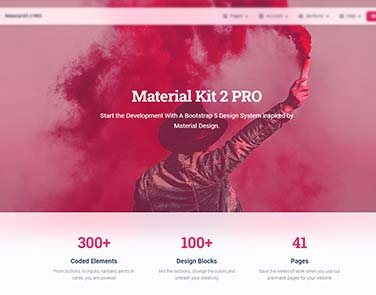 Material Kit 2 PRO
Pages
Account
Sections
Help
Material Kit 2 PRO
Start the Development With A Bootstrap 5 Design System inspired by
Material Design.
300+
100+
41
Coded Elements
Design Blocks
Pages
From buttons, to inputs, navbars, alerts or
cards, you are covered
Mix the sections, change the colors and
unleash your creativity
Save 3-4 weeks of work when you use our
pre-made pages for your website